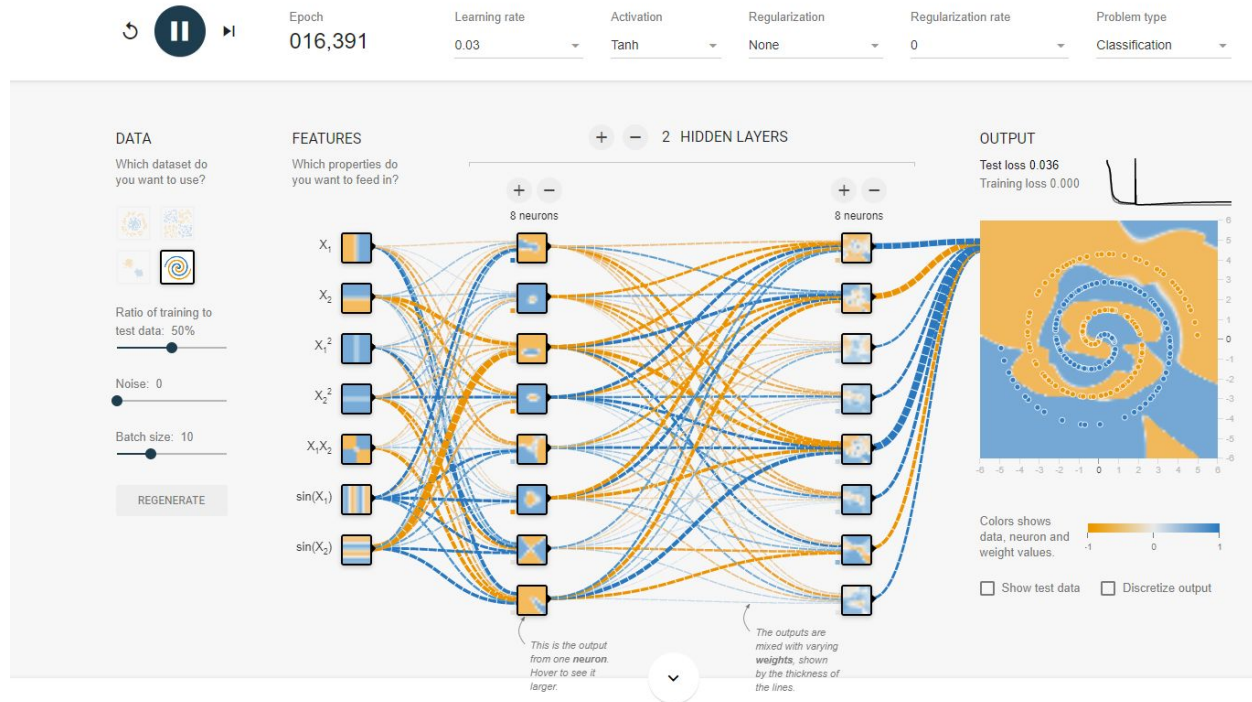 Epoch
016,391
Learning rate
0.03
Activation
Tanh
Regularization
None
Regularization rate
0
Problem type
Classification
DATA
Which dataset do
you want to use?
Ratio of training to
test data: 50%
Noise: 0
Batch size: 10
REGENERATE
FEATURES
Which properties do
you want to feed in?
X₁
X₂
X₁²
X₂²
X₁X₂
sin(X₁)
sin(X₂)
+ − 2 HIDDEN LAYERS
+ −
8 neurons
+ −
8 neurons
This is the output
from one neuron.
Hover to see it
larger.
The outputs are
mixed with varying
weights, shown
by the thickness of
the lines.
OUTPUT
Test loss 0.036
Training loss 0.000
6
5
4
3
2
1
0
-1
-2
-3
-4
-5
-6
-6 -5 -4 -3 -2 -1 0 1 2 3 4 5 6
Colors shows
data, neuron and
weight values.
-1 0 1
Show test data
Discretize output